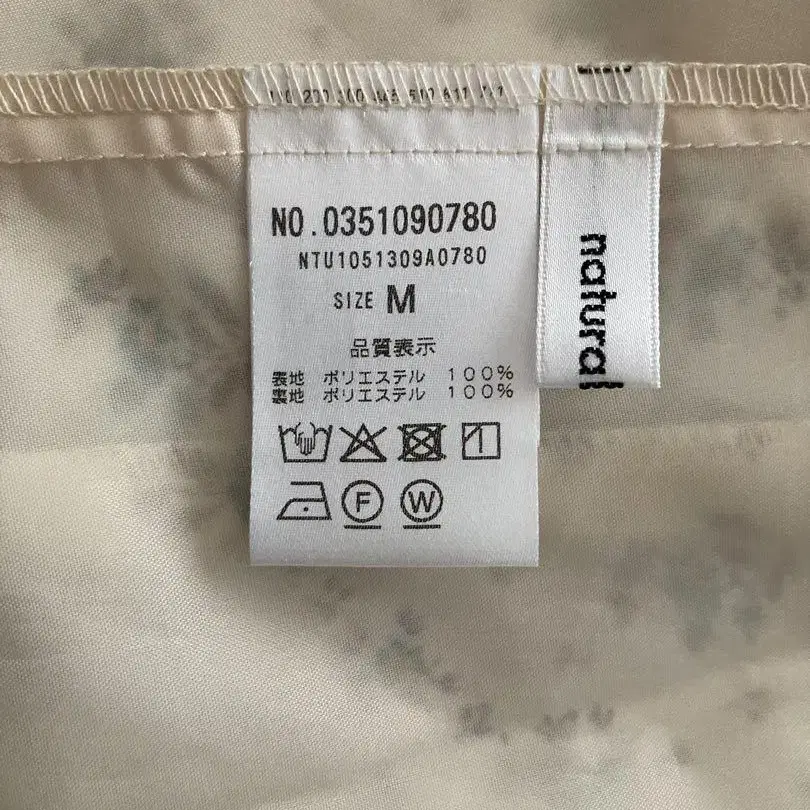 NO.0351090780
NTU1051309A0780
SIZE M
品質表示
表地 ポリエステル 100%
裏地 ポリエステル 100%
F W
natural